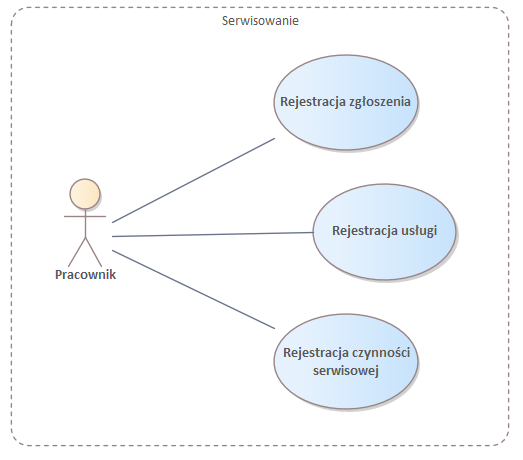 Serwisowanie
Rejestracja zgłoszenia
Rejestracja usługi
Pracownik
Rejestracja czynności
serwisowej